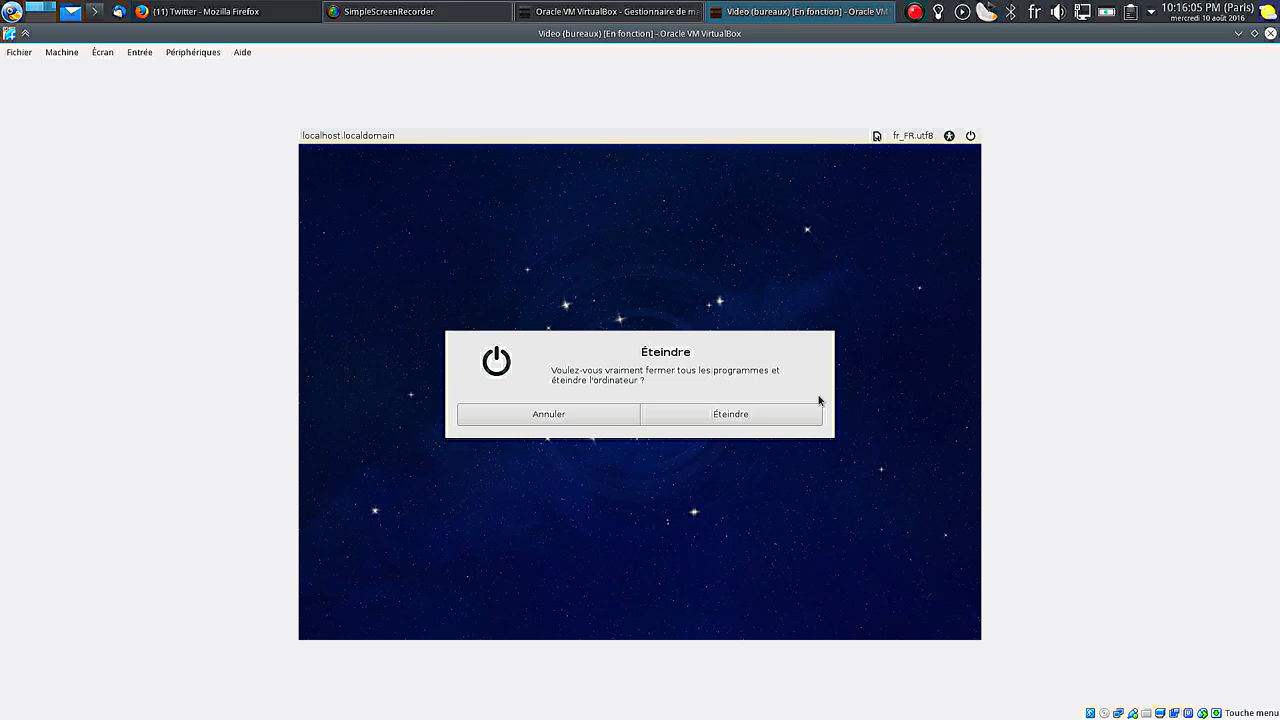 (11) Twitter - Mozilla Firefox
SimpleScreenRecorder
Oracle VM VirtualBox - Gestionnaire de m
Video (bureaux) [En fonction] - Oracle VM
fr
10:16:05 PM (Paris)
mercredi 10 août 2016
Video (bureaux) [En fonction] - Oracle VM VirtualBox
Fichier Machine Écran Entrée Périphériques Aide
localhost.localdomain
fr_FR.utf8
Éteindre
Voulez-vous vraiment fermer tous les programmes et
éteindre l'ordinateur ?
Annuler
Éteindre
Touche menu